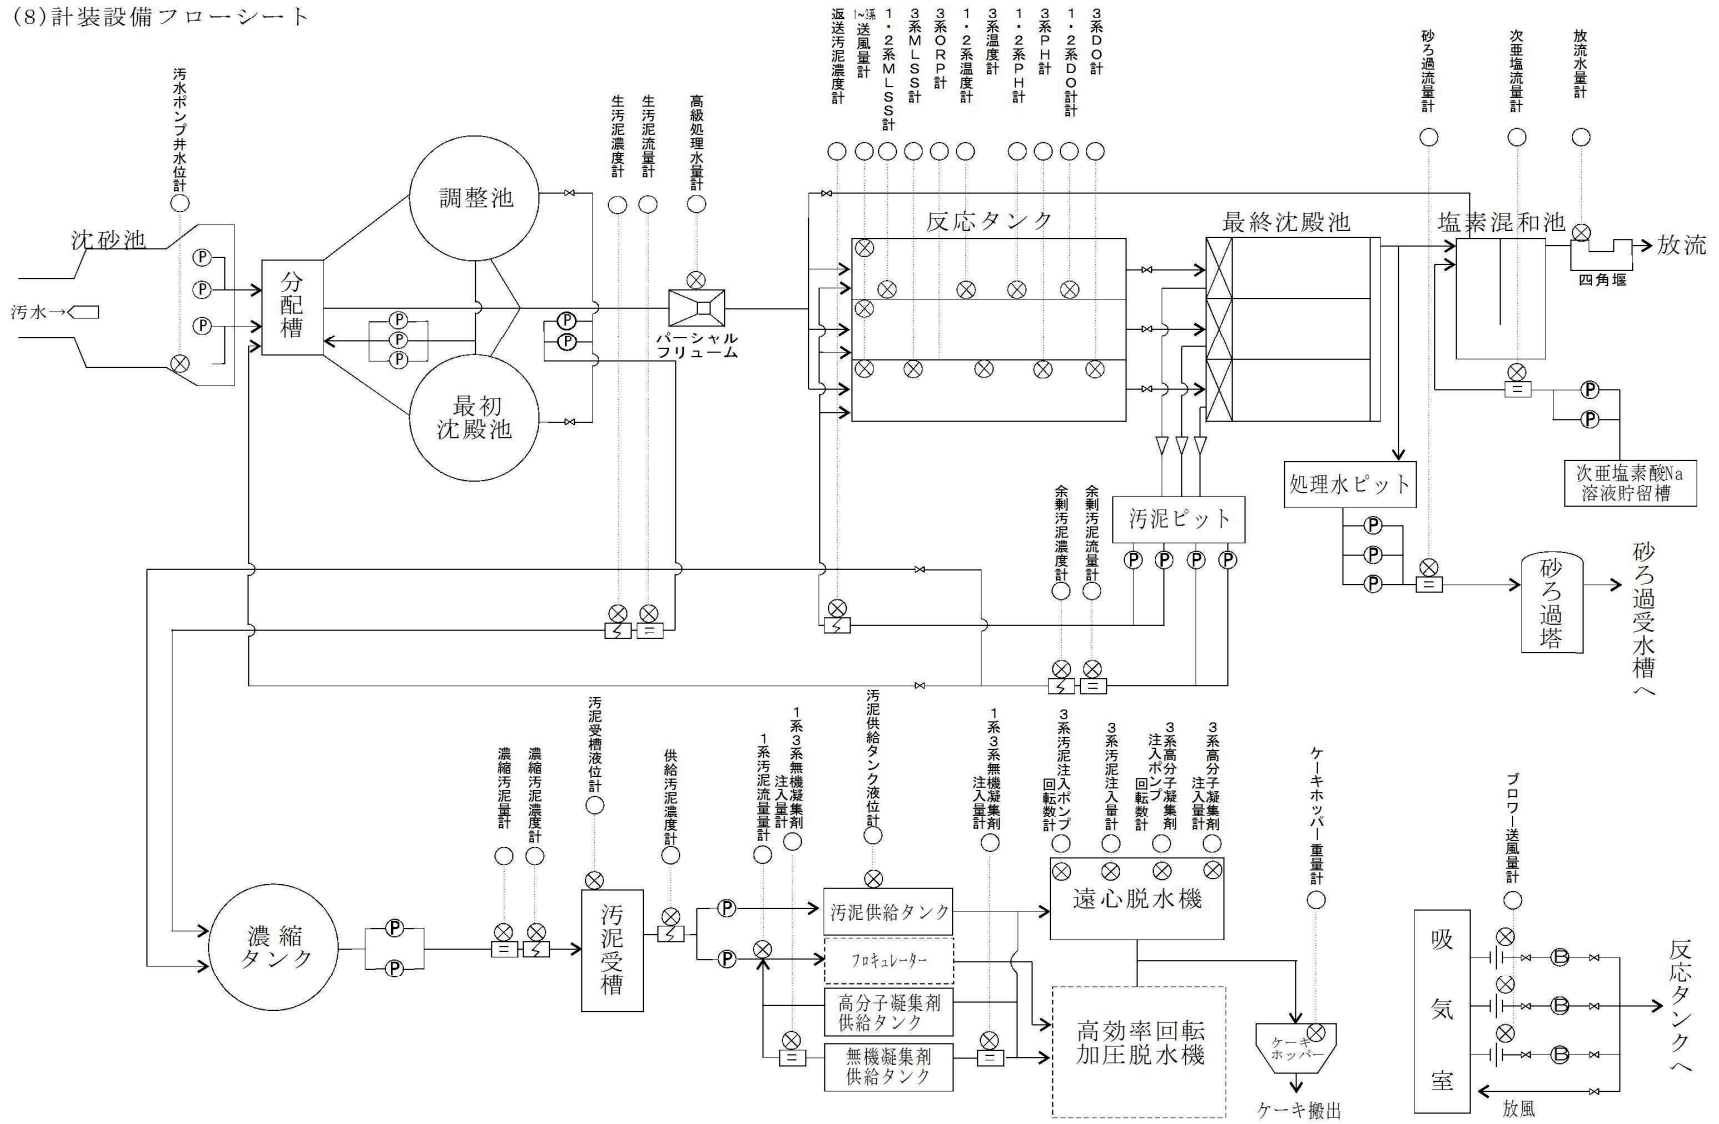 (8)計装設備フローシート
返送汚泥濃度計
1~3系
送風量計
1・2系MLSS計
3系MLSS計
3系ORP計
1・2系温度計
3系温度計
1・2系PH計
3系PH計
1・2系DO計計
3系DO計
砂ろ過流量計
次亜塩流量計
放流水量計
汚水ポンプ井水位計
生汚泥濃度計
生汚泥流量計
高級処理水量計
沈砂池
汚水→
P
P
P
分配槽
調整池
最初
沈殿池
P
P
P
P
P
パーシャル
フリューム
反応タンク
最終沈殿池
塩素混和池
放流
四角堰
P
P
次亜塩素酸Na
溶液貯留槽
処理水ピット
P
P
P
砂ろ過塔
砂ろ過受水槽へ
汚泥ピット
P
P
P
P
余剰汚泥濃度計
余剰汚泥流量計
濃縮汚泥量計
濃縮汚泥濃度計
汚泥受槽液位計
供給汚泥濃度計
1系汚泥流量量計
1系3系無機凝集剤
注入量計
汚泥供給タンク液位計
1系3系無機凝集剤
注入量計
3系汚泥注入ポンプ
回転数計
3系汚泥注入量計
3系高分子凝集剤
注入ポンプ
回転数計
3系高分子凝集剤
注入量計
ケーキホッパー重量計
ブロワー送風量計
濃縮
タンク
P
P
汚泥受槽
P
P
汚泥供給タンク
フロキュレーター
高分子凝集剤
供給タンク
無機凝集剤
供給タンク
遠心脱水機
高効率回転
加圧脱水機
ケーキ
ホッパー
ケーキ搬出
吸気室
B
B
B
放風
反応タンクへ